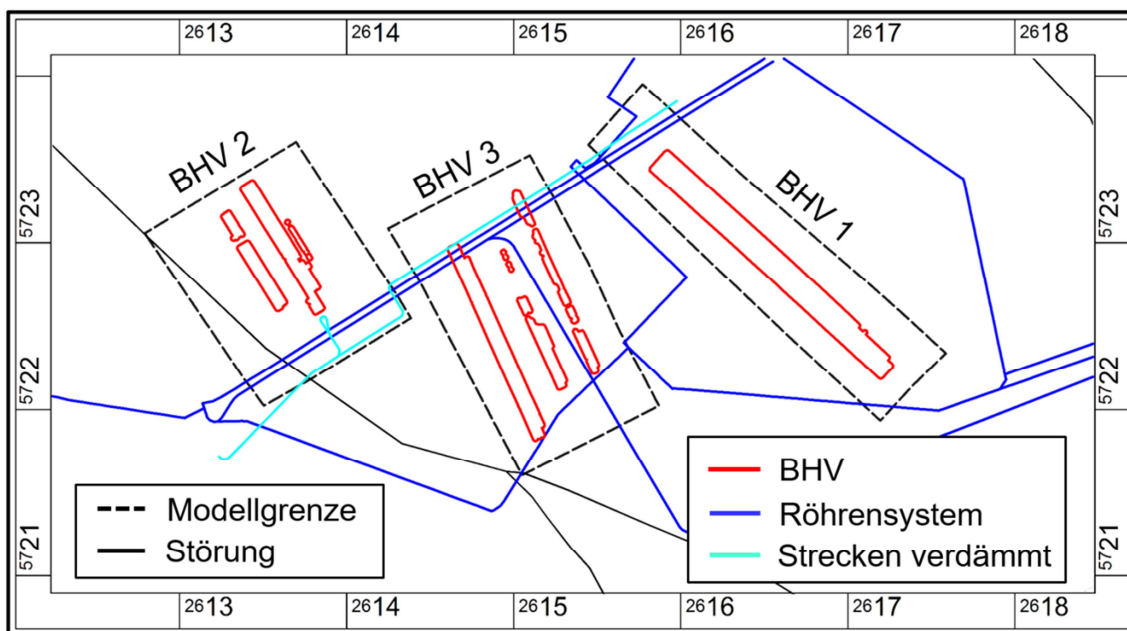 2613 2614 2615 2616 2617 2618
BHV 2
BHV 3
BHV 1
5723 5723
5722 5722
5721 5721
Modellgrenze
Störung
BHV
Röhrensystem
Strecken verdämmt
2613 2614 2615 2616 2617 2618